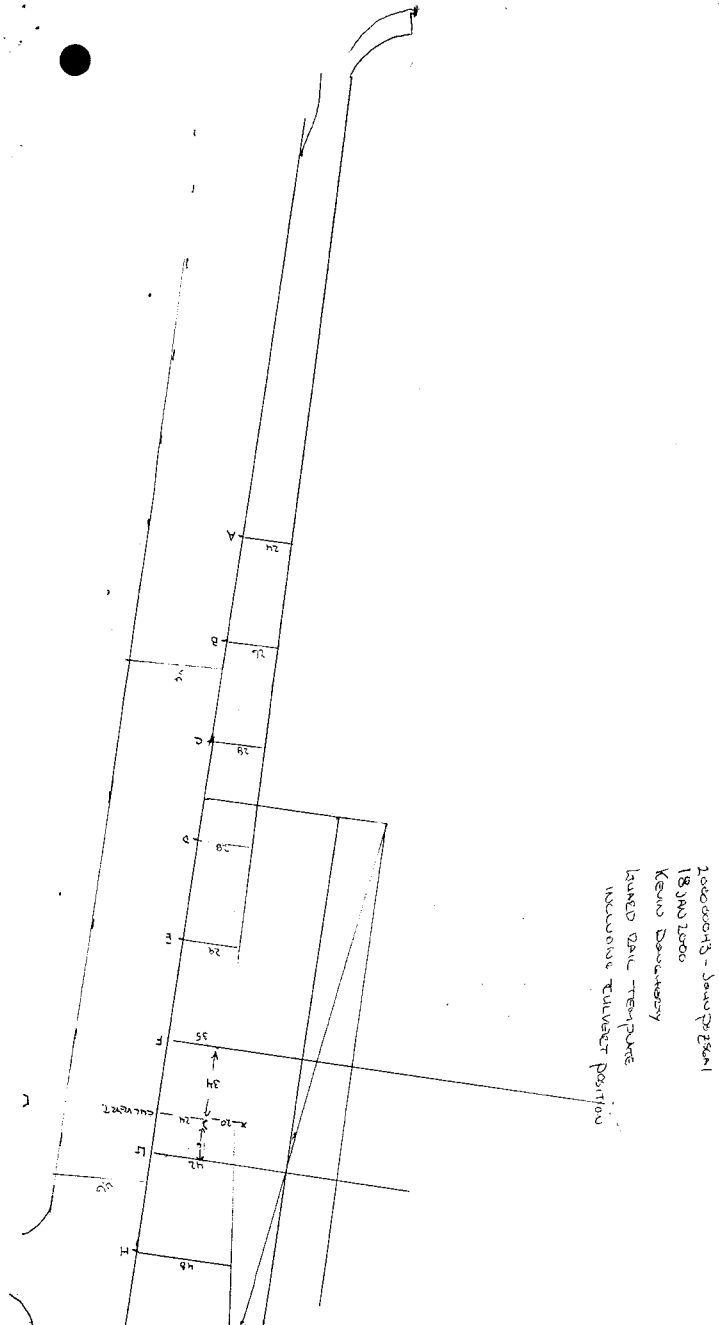 18 JAN 2000
KEVIN
GUARD RAIL - TEMPLATE
INCLUDING CULVERT POSITION
A
24
B
26
C
28
D
28
E
29
F
35
34
CULVERT
24
20
G
42
H
48